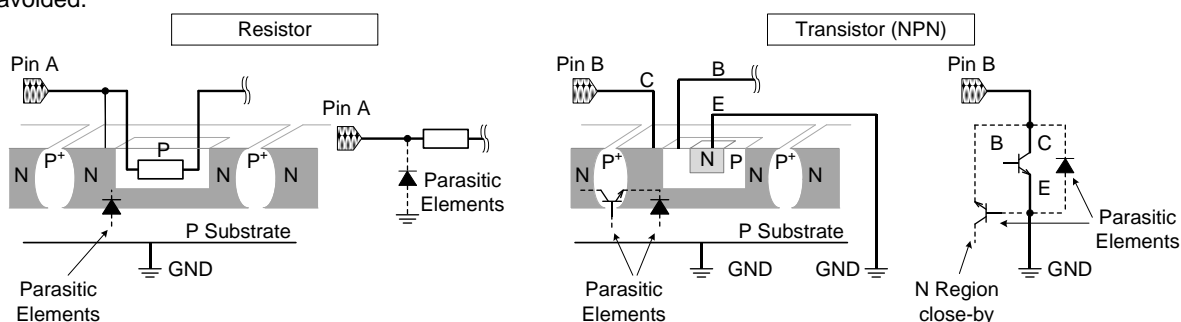 avoided.
Resistor
Transistor (NPN)
Pin A
Pin A
P
N
P+
N
N
P+
N
Parasitic
Elements
P Substrate
GND
Parasitic
Elements
Pin B
C
B
E
N
P+
N
N
P
N
P+
N
P Substrate
GND
GND
Parasitic
Elements
Pin B
B
C
E
Parasitic
Elements
GND
N Region
close-by